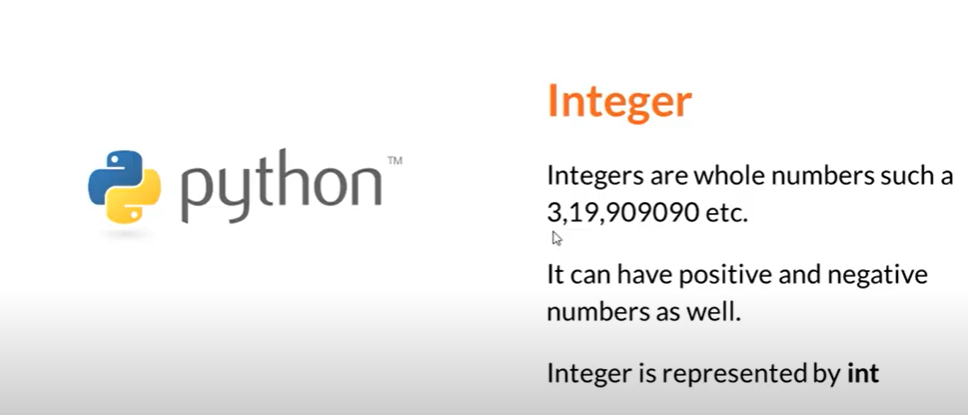 python™
Integer
Integers are whole numbers such a
3,19,909090 etc.
It can have positive and negative
numbers as well.
Integer is represented by int